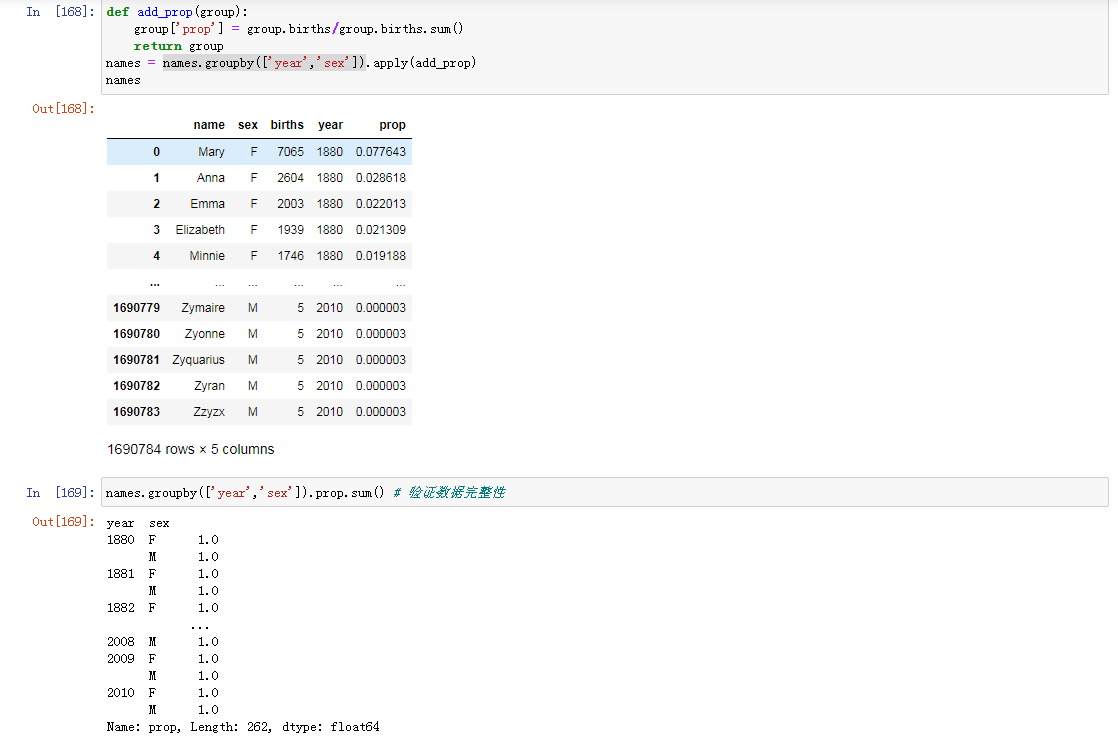 In [168]: def add_prop(group):
group['prop'] = group.births/group.births.sum()
return group
names = names.groupby(['year','sex']).apply(add_prop)
names
Out[168]:
name sex births year prop
0 Mary F 7065 1880 0.077643
1 Anna F 2604 1880 0.028618
2 Emma F 2003 1880 0.022013
3 Elizabeth F 1939 1880 0.021309
4 Minnie F 1746 1880 0.019188
... ... ... ... ... ...
1690779 Zymaire M 5 2010 0.000003
1690780 Zyonne M 5 2010 0.000003
1690781 Zyquarius M 5 2010 0.000003
1690782 Zyran M 5 2010 0.000003
1690783 Zzyzx M 5 2010 0.000003
1690784 rows × 5 columns
In [169]: names.groupby(['year','sex']).prop.sum() # 验证数据完整性
Out[169]: year sex
1880 F 1.0
M 1.0
1881 F 1.0
M 1.0
1882 F 1.0
...
2008 M 1.0
2009 F 1.0
M 1.0
2010 F 1.0
M 1.0
Name: prop, Length: 262, dtype: float64